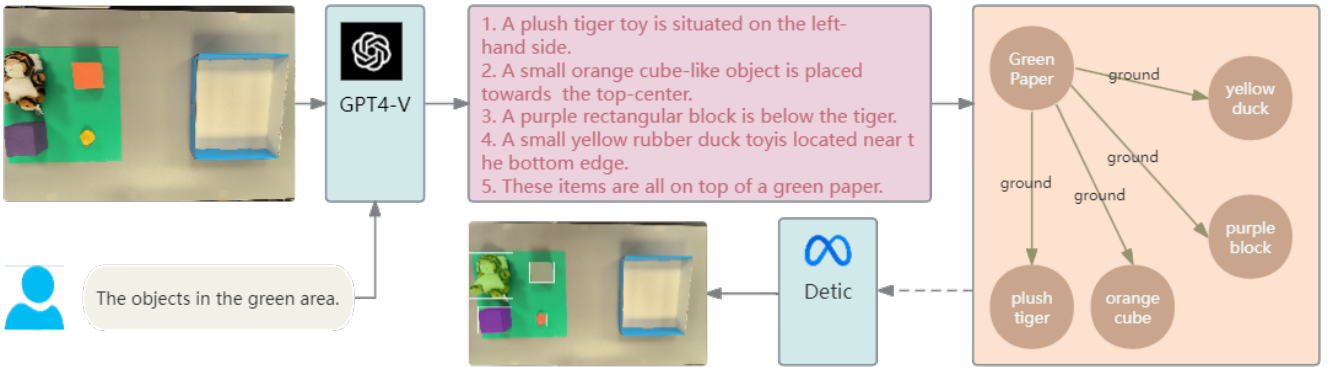 GPT4-V
1. A plush tiger toy is situated on the left-
hand side.
2. A small orange cube-like object is placed
towards the top-center.
3. A purple rectangular block is below the tiger.
4. A small yellow rubber duck toyis located near t
he bottom edge.
5. These items are all on top of a green paper.
Green
Paper
ground
yellow
duck
ground
ground
ground
purple
block
plush
tiger
orange
cube
Detic
The objects in the green area.